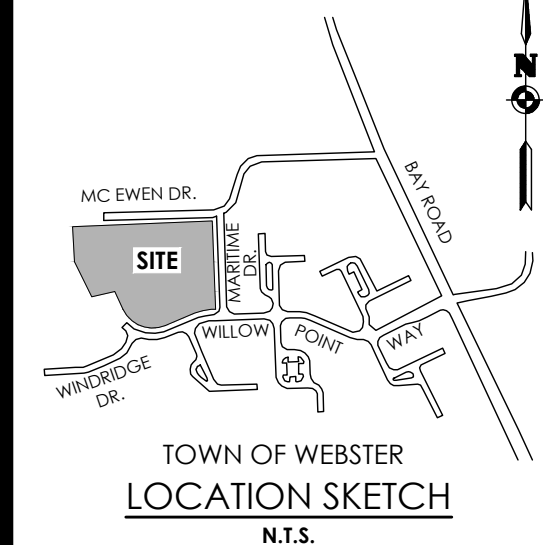 N
MC EWEN DR.
BAY ROAD
SITE
MARITIME
DR.
WILLOW POINT WAY
WINDRIDGE
DR.
TOWN OF WEBSTER
LOCATION SKETCH
N.T.S.